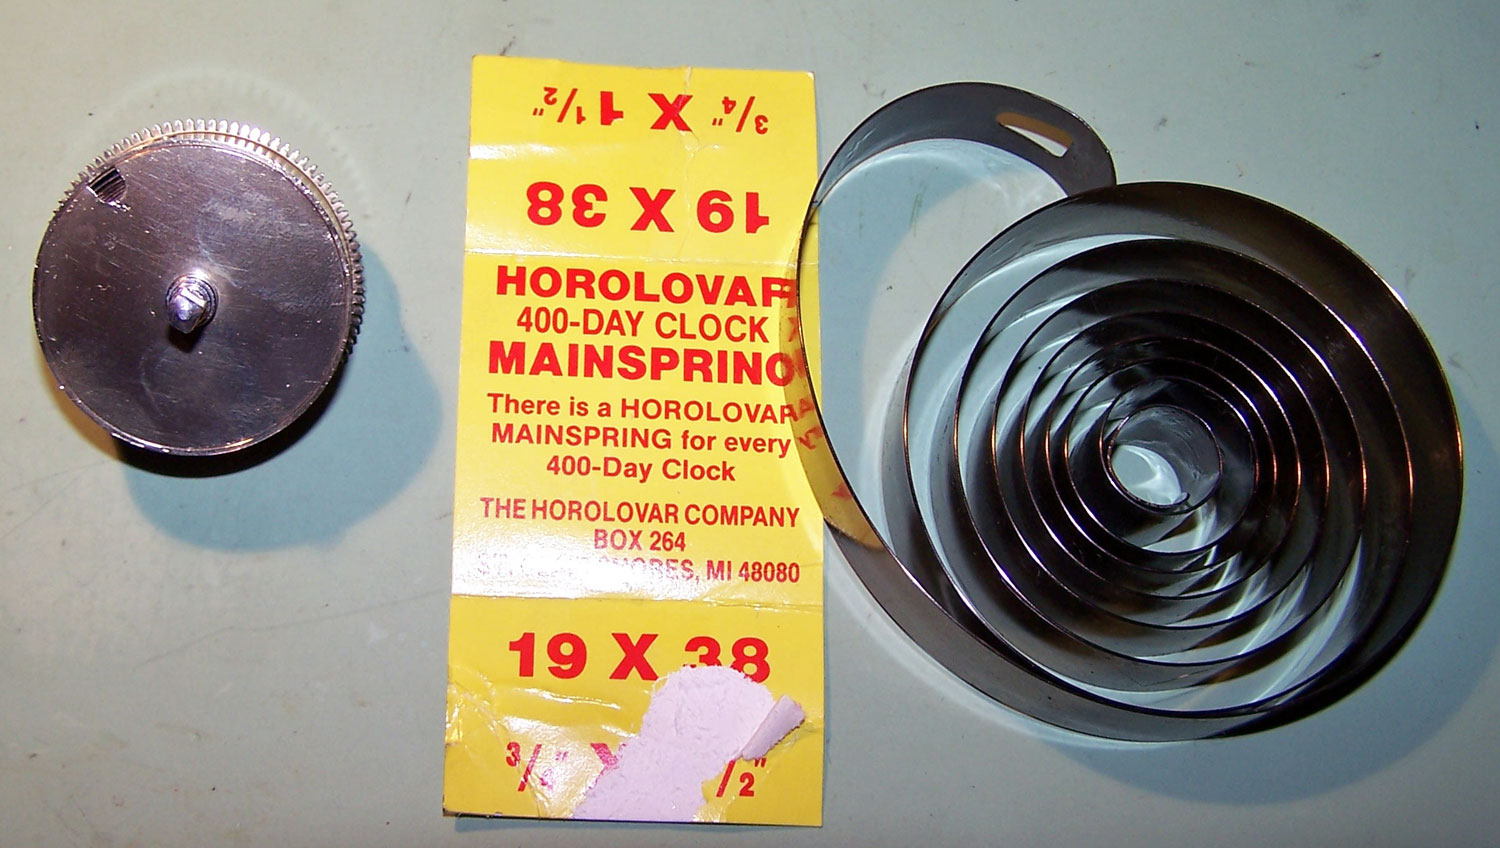 3/4" X 1 1/2"
19 X 38
HOROLOVAR
400-DAY CLOCK
MAINSPRING
There is a HOROLOVAR
MAINSPRING for every
400-Day Clock
THE HOROLOVAR COMPANY
BOX 264
SHORES, MI 48080
19 X 38
3/4" X /2"